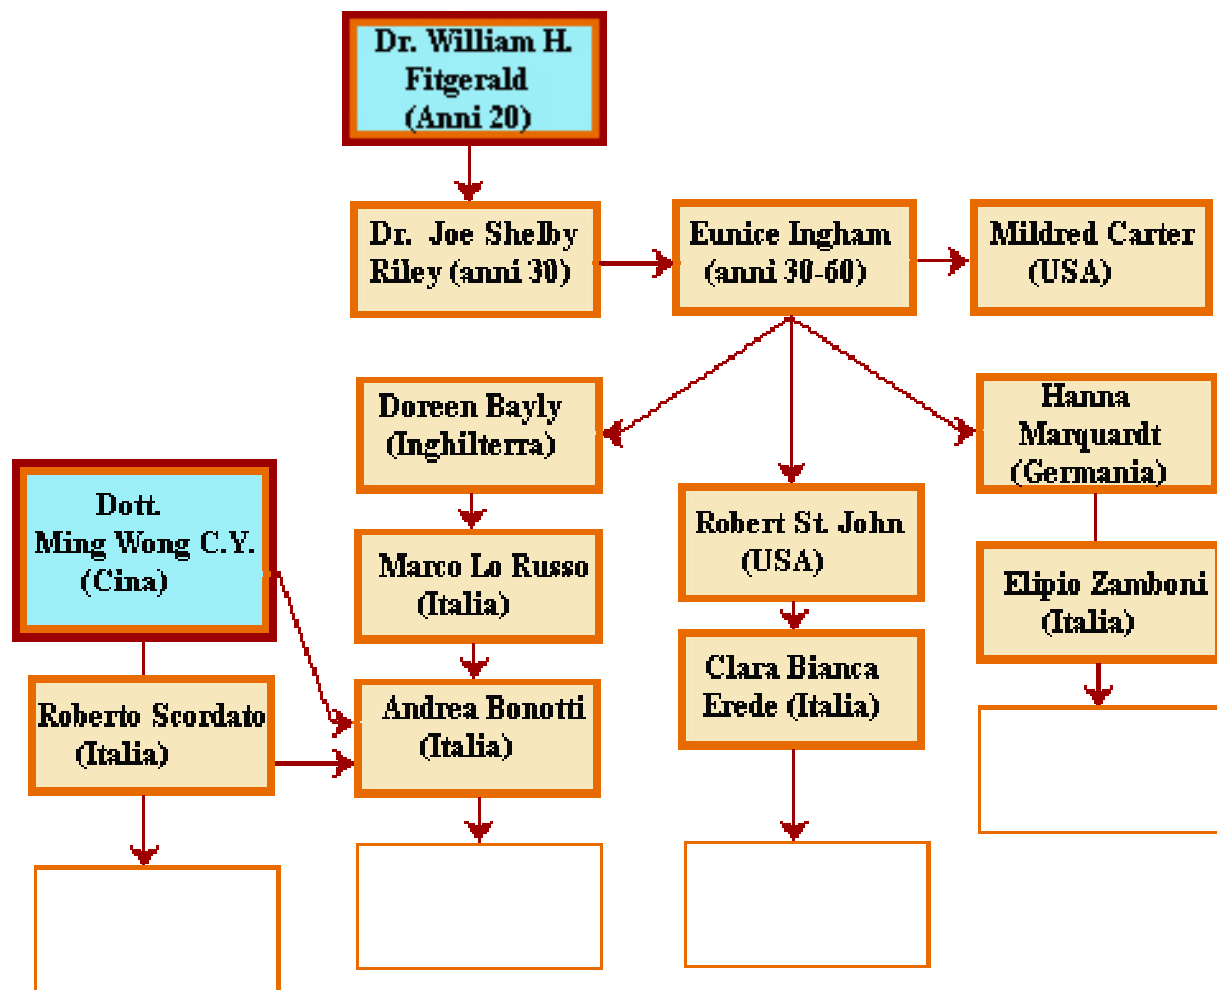 Dr. William H.
Fitgerald
(Anni 20)
Dr. Joe Shelby
Riley (anni 30)
Eunice Ingham
(anni 30-60)
Mildred Carter
(USA)
Doreen Bayly
(Inghilterra)
Hanna
Marquardt
(Germania)
Dott.
Ming Wong C.Y.
(Cina)
Robert St. John
(USA)
Marco Lo Russo
(Italia)
Elipio Zamboni
(Italia)
Roberto Scordato
(Italia)
Andrea Bonotti
(Italia)
Clara Bianca
Erede (Italia)